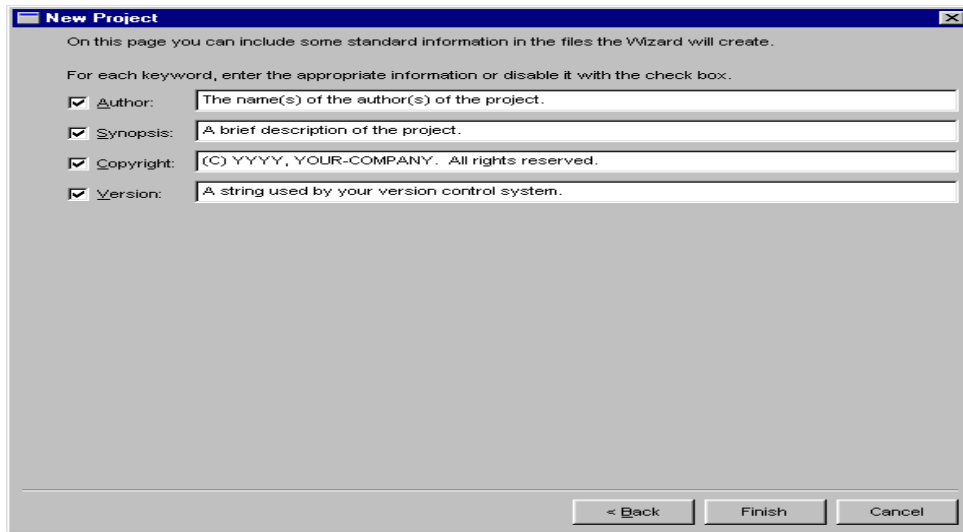 New Project
On this page you can include some standard information in the files the Wizard will create.
For each keyword, enter the appropriate information or disable it with the check box.
Author: The name(s) of the author(s) of the project.
Synopsis: A brief description of the project.
Copyright: (C) YYYY, YOUR-COMPANY.  All rights reserved.
Version: A string used by your version control system.
< Back Finish Cancel